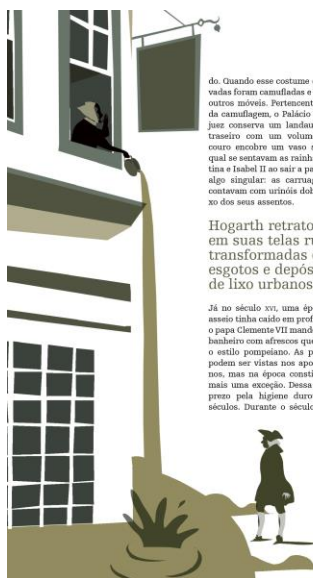 do. Quando esse costume
vadas foram camufladas e
outros móveis. Pertencent
da camuflagem, o Palácio
juez conserva um landau
traseiro com um volum
couro encobre um vaso s
qual se sentavam as rainh
tina e Isabel II ao sair a pa
algo singular: as carruag
contavam com urinóis dob
xo dos seus assentos.
Hogarth retrato
em suas telas ru
transformadas
esgotos e depós
de lixo urbanos
Já no século XVI, uma ép
asseio tinha caído em prof
o papa Clemente VII mand
banheiro com afrescos que
o estilo pompeiano. As p
podem ser vistas nos apo
nos, mas na época consti
mais uma exceção. Dessa
prezo pela higiene duro
séculos. Durante o século